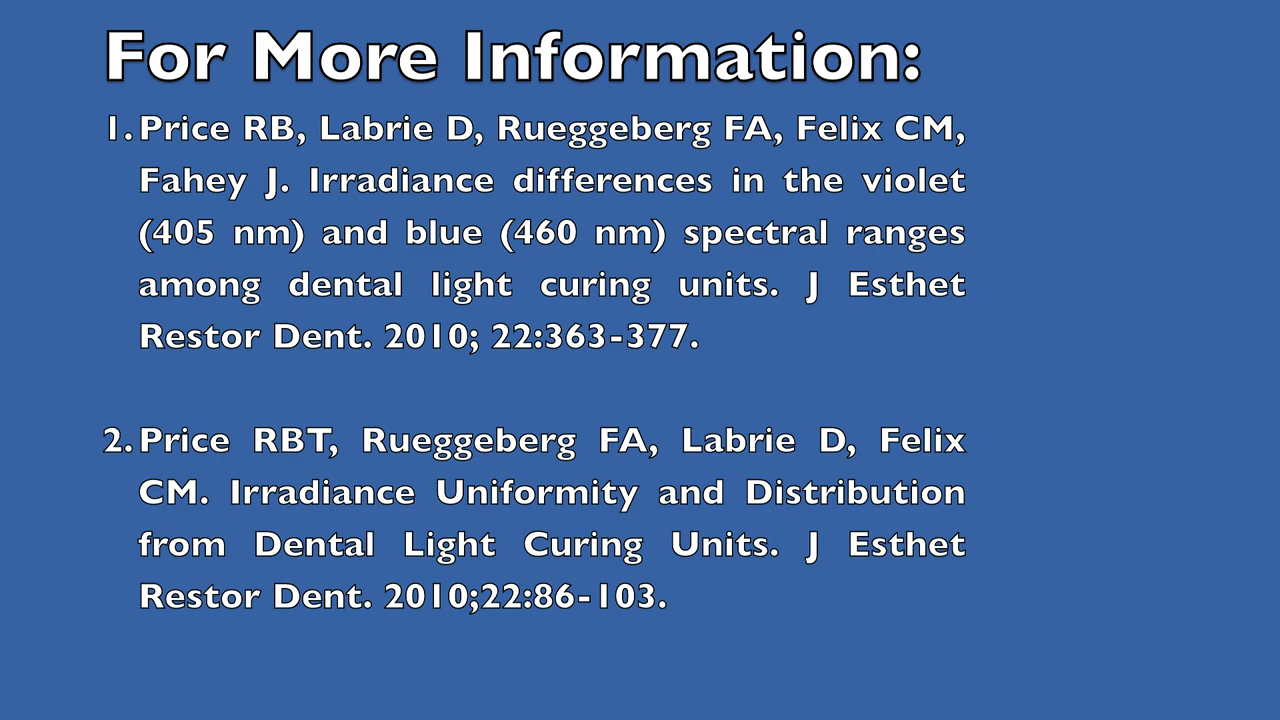 For More Information:
1. Price RB, Labrie D, Rueggeberg FA, Felix CM,
Fahey J. Irradiance differences in the violet
(405 nm) and blue (460 nm) spectral ranges
among dental light curing units. J Esthet
Restor Dent. 2010; 22:363-377.
2. Price RBT, Rueggeberg FA, Labrie D, Felix
CM. Irradiance Uniformity and Distribution
from Dental Light Curing Units. J Esthet
Restor Dent. 2010;22:86-103.